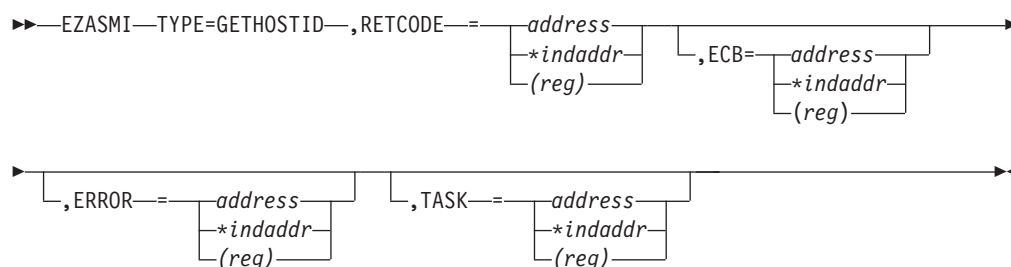 EZASMI TYPE=GETHOSTID ,RETCODE = address
*indaddr
(reg)
,ECB= address
*indaddr
(reg)
,ERROR = address
*indaddr
(reg)
,TASK = address
*indaddr
(reg)